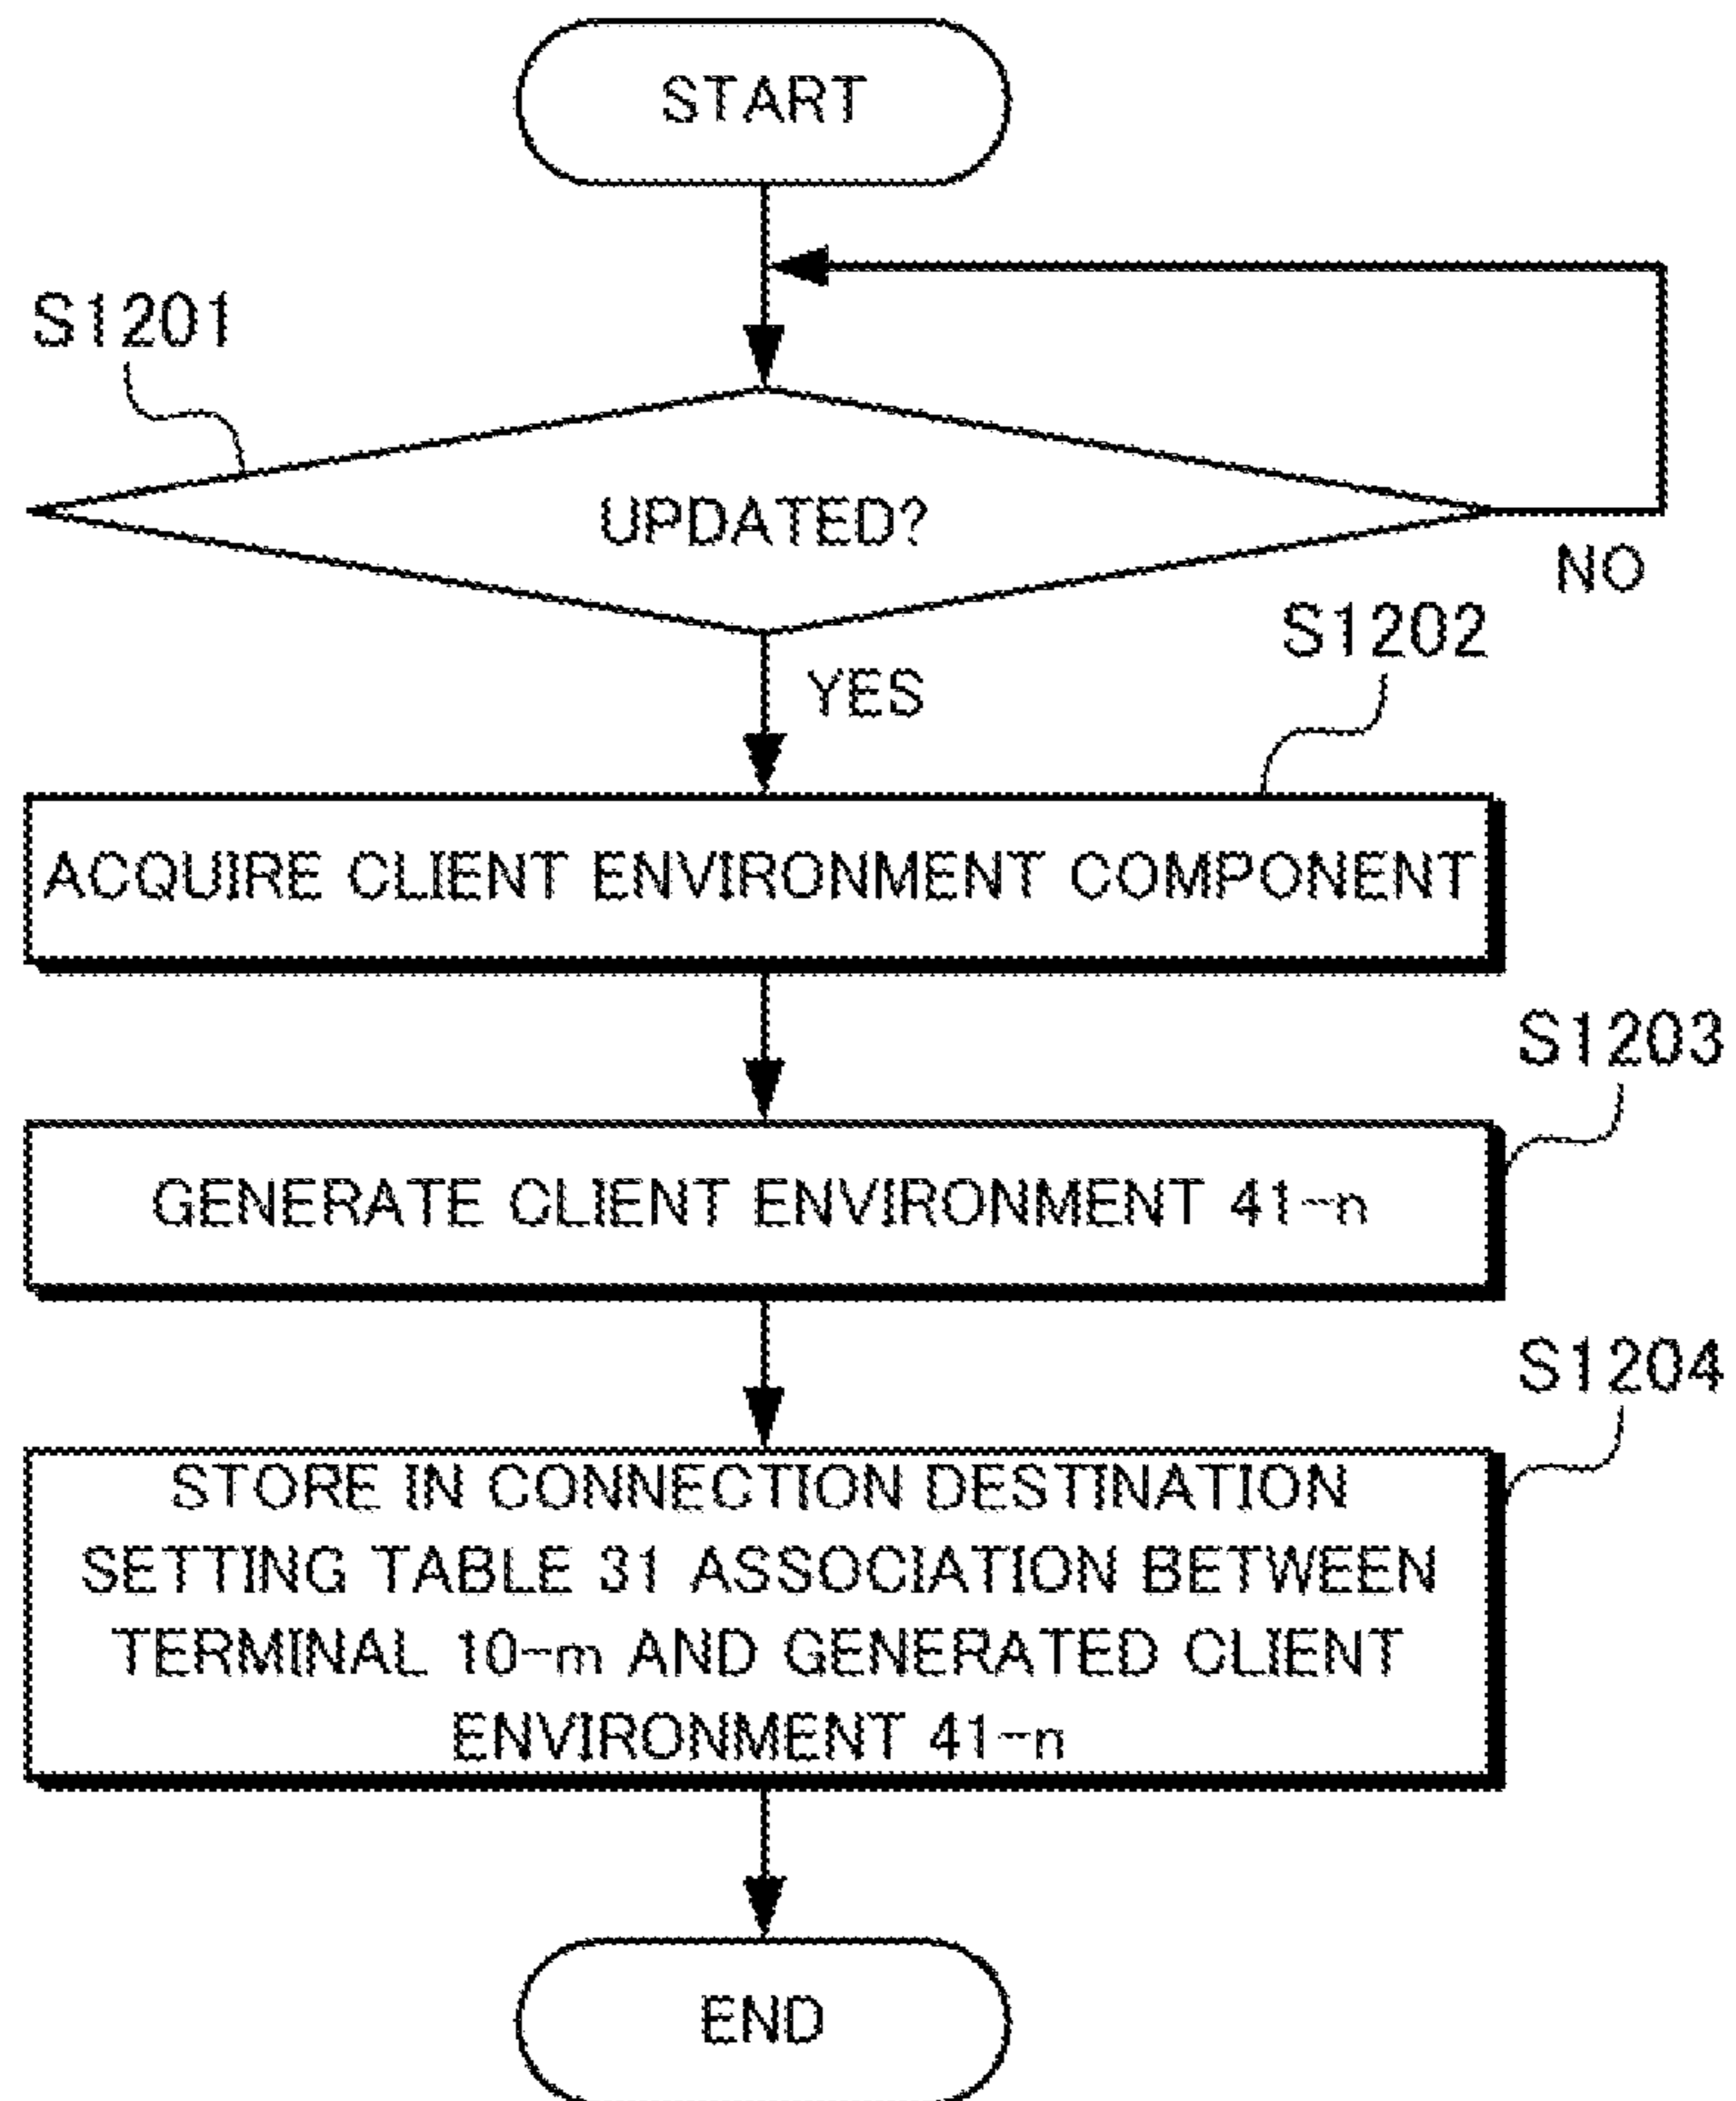 START
S1201
UPDATED?
NO
S1202
YES
ACQUIRE CLIENT ENVIRONMENT COMPONENT
S1203
GENERATE CLIENT ENVIRONMENT 41-n
S1204
STORE IN CONNECTION DESTINATION
SETTING TABLE 31 ASSOCIATION BETWEEN
TERMINAL 10-m AND GENERATED CLIENT
ENVIRONMENT 41-n
END